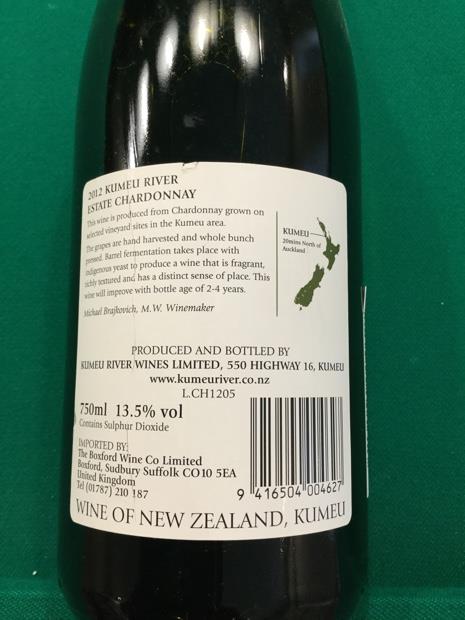 2012 KUMEU RIVER
ESTATE CHARDONNAY
This wine is produced from Chardonnay grown on
selected vineyard sites in the Kumeu area.
The grapes are hand harvested and whole bunch
pressed. Barrel fermentation takes place with
indigenous yeast to produce a wine that is fragrant,
richly textured and has a distinct sense of place. This
wine will improve with bottle age of 2-4 years.
Michael Brajkovich, M.W. Winemaker
KUMEU
20mins North of
Auckland
PRODUCED AND BOTTLED BY
KUMEU RIVER WINES LIMITED, 550 HIGHWAY 16, KUMEU
www.kumeuriver.co.nz
L.CH1205
750ml 13.5% vol
Contains Sulphur Dioxide
IMPORTED BY:
The Boxford Wine Co Limited
Boxford, Sudbury Suffolk CO10 5EA
United Kingdom
Tel (01787) 210 187
9 416504 004627
WINE OF NEW ZEALAND, KUMEU